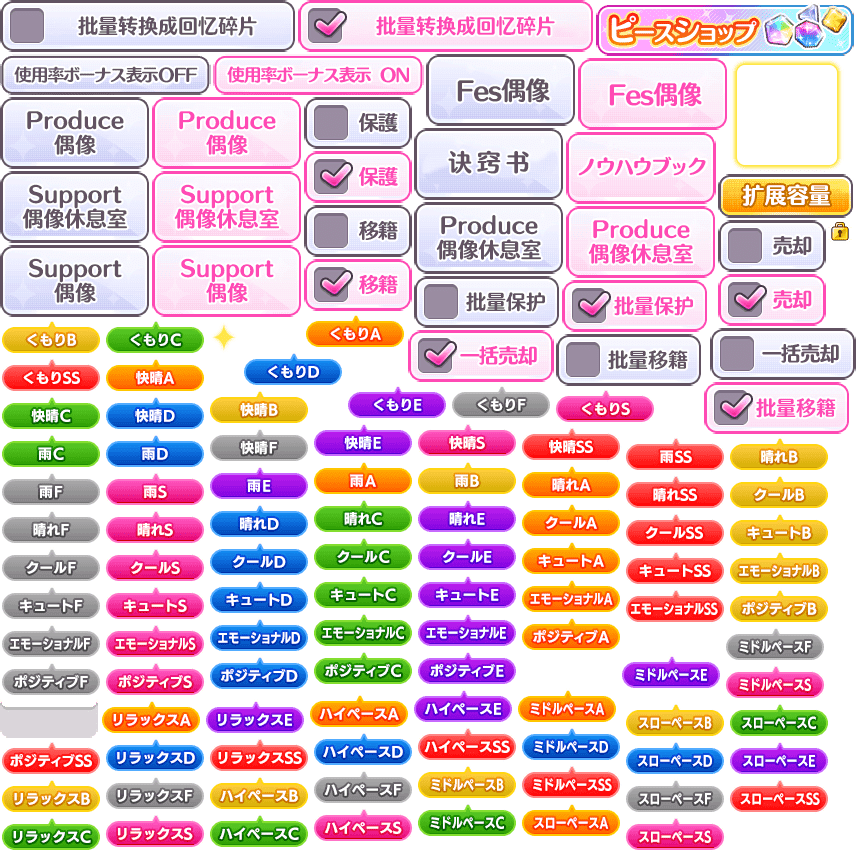 批量转换成回忆碎片
批量转换成回忆碎片
ピースショップ
使用率ボーナス表示OFF
使用率ボーナス表示 ON
Fes偶像
Fes偶像
Produce
偶像
Produce
偶像
保護
保護
诀窍书
ノウハウブック
扩展容量
Support
偶像休息室
Support
偶像休息室
移籍
移籍
Produce
偶像休息室
Produce
偶像休息室
売却
売却
Support
偶像
Support
偶像
批量保护
批量保护
一括売却
批量移籍
一括売却
批量移籍
くもりB
くもりC
くもりA
くもりSS
快晴A
くもりD
快晴C
快晴D
快晴B
くもりE
くもりF
くもりS
雨C
雨D
快晴F
快晴E
快晴S
快晴SS
雨SS
晴れB
雨F
雨S
雨E
雨A
雨B
晴れA
晴れSS
クールB
晴れF
晴れS
晴れD
晴れC
晴れE
クールA
クールSS
キュートB
クールF
クールS
クールD
クールC
クールE
キュートA
キュートSS
エモーショナルB
キュートF
キュートS
キュートD
キュートC
キュートE
エモーショナルA
エモーショナルSS
ポジティブB
エモーショナルF
エモーショナルS
エモーショナルD
エモーショナルC
エモーショナルE
ポジティブA
ミドルペースF
ポジティブF
ポジティブS
ポジティブD
ポジティブC
ポジティブE
ミドルペースE
ミドルペースS
リラックスA
リラックスE
ハイペースA
ハイペースE
ミドルペースA
スローペースB
スローペースC
ポジティブSS
リラックスD
リラックスSS
ハイペースD
ハイペースSS
ミドルペースD
スローペースD
スローペースE
リラックスB
リラックスF
ハイペースB
ハイペースF
ミドルペースB
ミドルペースSS
スローペースF
スローペースSS
リラックスC
リラックスS
ハイペースC
ハイペースS
ミドルペースC
スローペースA
スローペースS